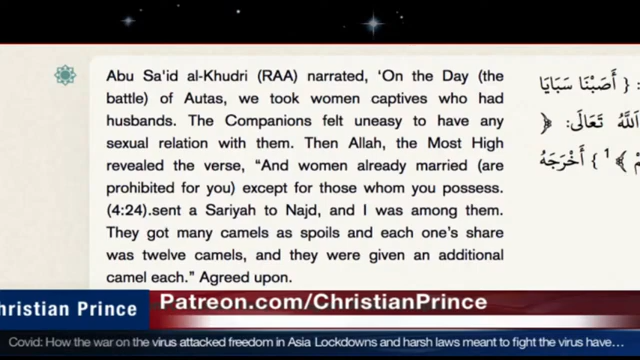 Abu Sa'id al-Khudri (RAA) narrated, 'On the Day (the
battle) of Autas, we took women captives who had
husbands. The Companions felt uneasy to have any
sexual relation with them. Then Allah, the Most High
revealed the verse, “And women already married (are
prohibited for you) except for those whom you possess.
(4:24).sent a Sariyah to Najd, and I was among them.
They got many camels as spoils and each one's share
was twelve camels, and they were given an additional
camel each.” Agreed upon.
: { أَصَبْنَا سَبَايَا
اَللَّهُ تَعَالَى: ﴿
مْ ﴾ 1 } أَخْرَجَهُ
hristian Prince
Patreon.com/ChristianPrince
Covid: How the war on the virus attacked freedom in Asia Lockdowns and harsh laws meant to fight the virus have…